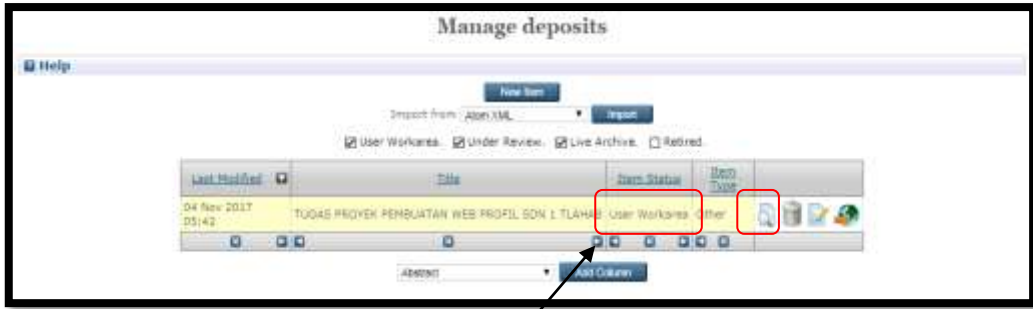 Manage deposits
Help
New Item
Import from Atom XML Import
User Workarea. Under Review. Live Archive. Retired.
Last Modified Title Item Status Item Type
04 Nov 2017 05:42 TUGAS PROYEK PEMBUATAN WEB PROFIL SDN 1 TLAHAB User Workarea Other
Abstract Add Column